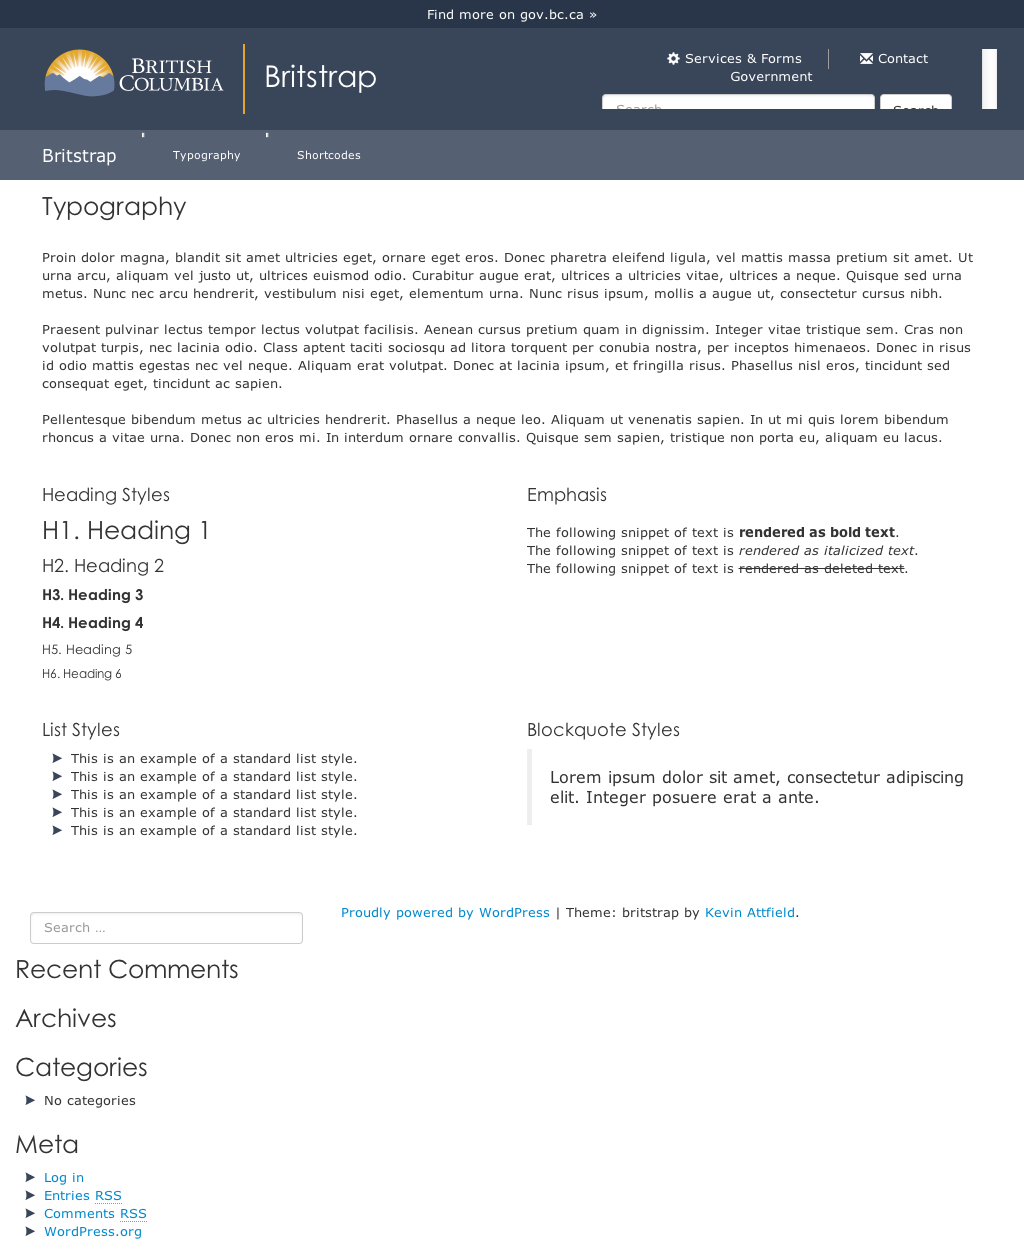 Find more on gov.bc.ca »
BRITISH
COLUMBIA
Britstrap
Services & Forms
Contact
Government
Search
Search
Britstrap
Typography
Shortcodes
Typography
Proin dolor magna, blandit sit amet ultricies eget, ornare eget eros. Donec pharetra eleifend ligula, vel mattis massa pretium sit amet. Ut
urna arcu, aliquam vel justo ut, ultrices euismod odio. Curabitur augue erat, ultrices a ultricies vitae, ultrices a neque. Quisque sed urna
metus. Nunc nec arcu hendrerit, vestibulum nisi eget, elementum urna. Nunc risus ipsum, mollis a augue ut, consectetur cursus nibh.
Praesent pulvinar lectus tempor lectus volutpat facilisis. Aenean cursus pretium quam in dignissim. Integer vitae tristique sem. Cras non
volutpat turpis, nec lacinia odio. Class aptent taciti sociosqu ad litora torquent per conubia nostra, per inceptos himenaeos. Donec in risus
id odio mattis egestas nec vel neque. Aliquam erat volutpat. Donec at lacinia ipsum, et fringilla risus. Phasellus nisl eros, tincidunt sed
consequat eget, tincidunt ac sapien.
Pellentesque bibendum metus ac ultricies hendrerit. Phasellus a neque leo. Aliquam ut venenatis sapien. In ut mi quis lorem bibendum
rhoncus a vitae urna. Donec non eros mi. In interdum ornare convallis. Quisque sem sapien, tristique non porta eu, aliquam eu lacus.
Heading Styles
H1. Heading 1
H2. Heading 2
H3. Heading 3
H4. Heading 4
H5. Heading 5
H6. Heading 6
Emphasis
The following snippet of text is rendered as bold text.
The following snippet of text is rendered as italicized text.
The following snippet of text is rendered as deleted text.
List Styles
This is an example of a standard list style.
This is an example of a standard list style.
This is an example of a standard list style.
This is an example of a standard list style.
This is an example of a standard list style.
Blockquote Styles
Lorem ipsum dolor sit amet, consectetur adipiscing
elit. Integer posuere erat a ante.
Search ...
Proudly powered by WordPress | Theme: britstrap by Kevin Attfield.
Recent Comments
Archives
Categories
No categories
Meta
Log in
Entries RSS
Comments RSS
WordPress.org